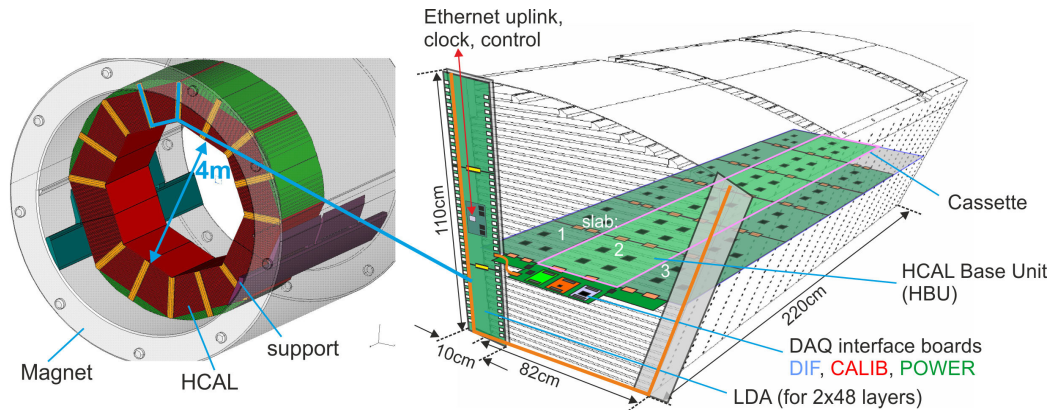 Ethernet uplink,
clock, control
4m
Magnet
HCAL
support
110cm
10cm
82cm
220cm
slab:
1
2
3
Cassette
HCAL Base Unit
(HBU)
DAQ interface boards
DIF, CALIB, POWER
LDA (for 2x48 layers)